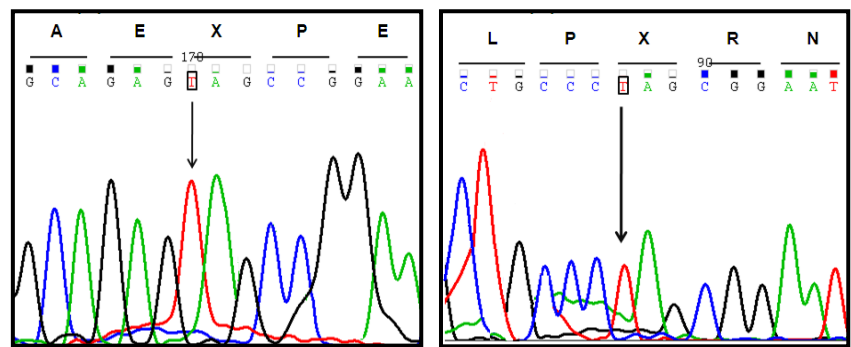 A E X P E
170
G C A G A G T A G C C G G A A
L P X R N
90
C T G C C C T A G C G G A A T